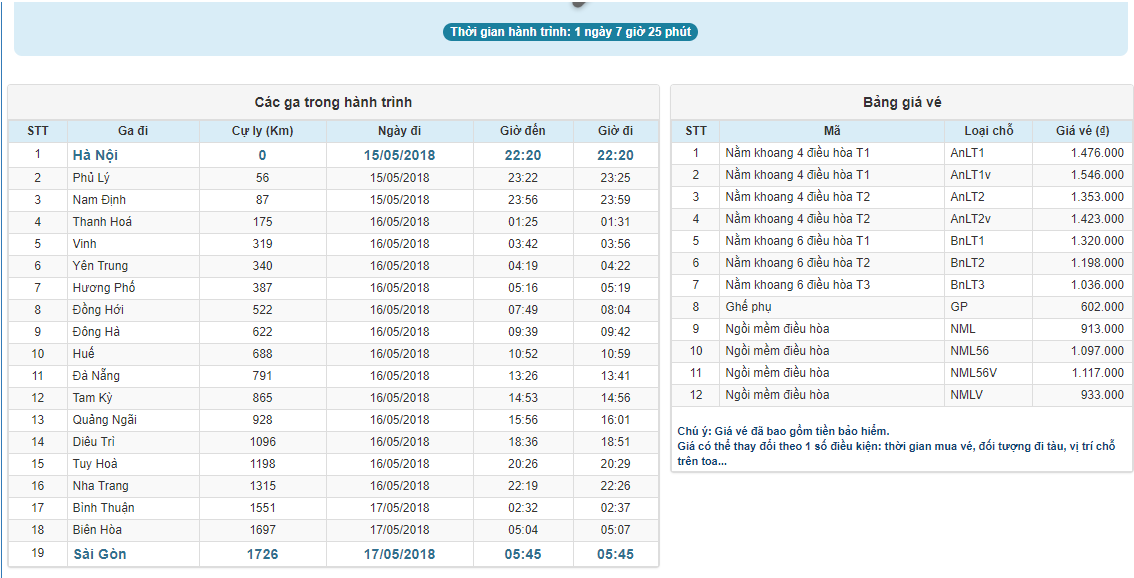 Thời gian hành trình: 1 ngày 7 giờ 25 phút
Các ga trong hành trình
STT Ga đi Cự ly (Km) Ngày đi Giờ đến Giờ đi
1 Hà Nội 0 15/05/2018 22:20 22:20
2 Phủ Lý 56 15/05/2018 23:22 23:25
3 Nam Định 87 15/05/2018 23:56 23:59
4 Thanh Hoá 175 16/05/2018 01:25 01:31
5 Vinh 319 16/05/2018 03:42 03:56
6 Yên Trung 340 16/05/2018 04:19 04:22
7 Hương Phố 387 16/05/2018 05:16 05:19
8 Đồng Hới 522 16/05/2018 07:49 08:04
9 Đông Hà 622 16/05/2018 09:39 09:42
10 Huế 688 16/05/2018 10:52 10:59
11 Đà Nẵng 791 16/05/2018 13:26 13:41
12 Tam Kỳ 865 16/05/2018 14:53 14:56
13 Quảng Ngãi 928 16/05/2018 15:56 16:01
14 Diêu Trì 1096 16/05/2018 18:36 18:51
15 Tuy Hoà 1198 16/05/2018 20:26 20:29
16 Nha Trang 1315 16/05/2018 22:19 22:26
17 Bình Thuận 1551 17/05/2018 02:32 02:37
18 Biên Hòa 1697 17/05/2018 05:04 05:07
19 Sài Gòn 1726 17/05/2018 05:45 05:45
Bảng giá vé
STT Mã Loại chỗ Giá vé (₫)
1 Nằm khoang 4 điều hòa T1 AnLT1 1.476.000
2 Nằm khoang 4 điều hòa T1 AnLT1v 1.546.000
3 Nằm khoang 4 điều hòa T2 AnLT2 1.353.000
4 Nằm khoang 4 điều hòa T2 AnLT2v 1.423.000
5 Nằm khoang 6 điều hòa T1 BnLT1 1.320.000
6 Nằm khoang 6 điều hòa T2 BnLT2 1.198.000
7 Nằm khoang 6 điều hòa T3 BnLT3 1.036.000
8 Ghế phụ GP 602.000
9 Ngồi mềm điều hòa NML 913.000
10 Ngồi mềm điều hòa NML56 1.097.000
11 Ngồi mềm điều hòa NML56V 1.117.000
12 Ngồi mềm điều hòa NMLV 933.000
Chú ý: Giá vé đã bao gồm tiền bảo hiểm.
Giá có thể thay đổi theo 1 số điều kiện: thời gian mua vé, đối tượng đi tàu, vị trí chỗ
trên toa...